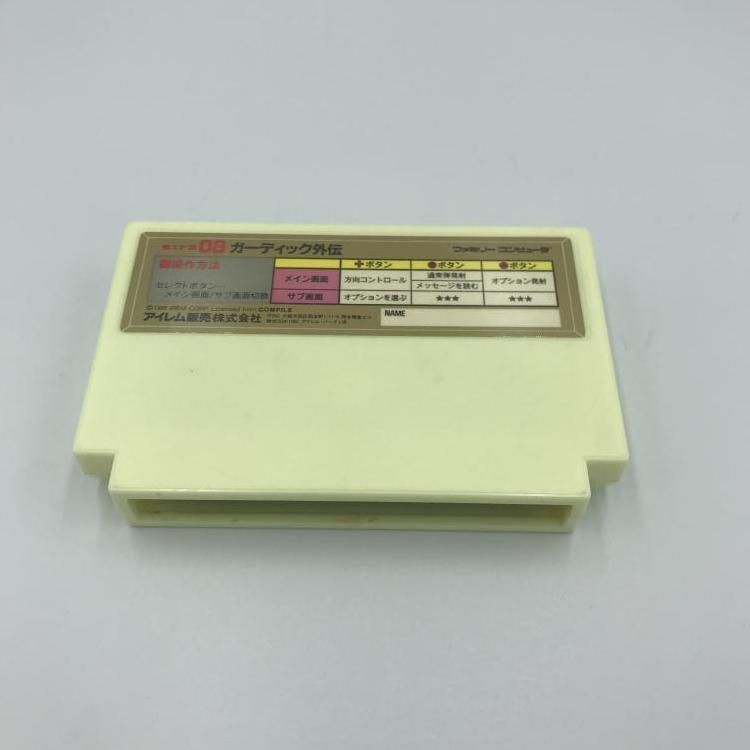 08 ガーディック外伝
ファミリー コンピュータ
■操作方法
セレクトボタン…
メイン画面/サブ画面切換
✚ボタン ●ボタン ●ボタン
メイン画面 方向コントロール 通常弾発射 メッセージを読む オプション発射
サブ画面 オプションを選ぶ ★★★ ★★★
IREM CORP. Licensed from COMPILE
アイレム販売株式会社
NAME